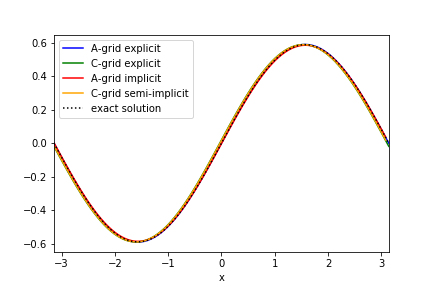 0.6
0.4
0.2
0.0
−0.2
−0.4
−0.6
A-grid explicit
C-grid explicit
A-grid implicit
C-grid semi-implicit
exact solution
−3 −2 −1 0 1 2 3
x